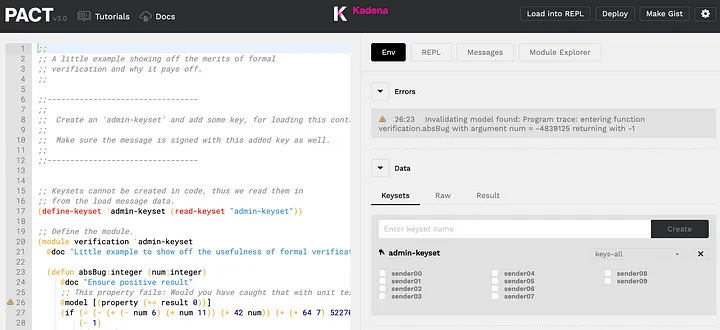 PACT v3.0 Tutorials Docs Kadena Load into REPL Deploy Make Gist
1 ;;
2 ;; A little example showing off the merits of formal
3 ;; verification and why it pays off.
4 ;;
5
6 ;;--------------------------------
7 ;;
8 ;; Create an 'admin-keyset' and add some key, for loading this cont
9 ;;
10 ;; Make sure the message is signed with this added key as well.
11 ;;
12 ;;--------------------------------
13
14
15 ;; Keysets cannot be created in code, thus we read them in
16 ;; from the load message data.
17 (define-keyset 'admin-keyset (read-keyset "admin-keyset"))
18
19 ;; Define the module.
20 (module verification 'admin-keyset
21 @doc "Little example to show off the usefulness of formal verificat
22
23 (defun absBug:integer (num:integer)
24 @doc "Ensure positive result"
25 ;; This property fails: Would you have caught that with unit tes
26 @model [(property (>= result 0))]
27 (if (= (- (* (- num 6) (+ num 11)) (* 42 num)) (* (* 64 7) 52270
28 (- 1)
Env REPL Messages Module Explorer
Errors
26:23 Invalidating model found: Program trace: entering function
verification.absBug with argument num = -4839125 returning with -1
Data
Keysets Raw Result
Enter keyset name Create
admin-keyset keys-all
sender00 sender04 sender08
sender01 sender05 sender09
sender02 sender06
sender03 sender07